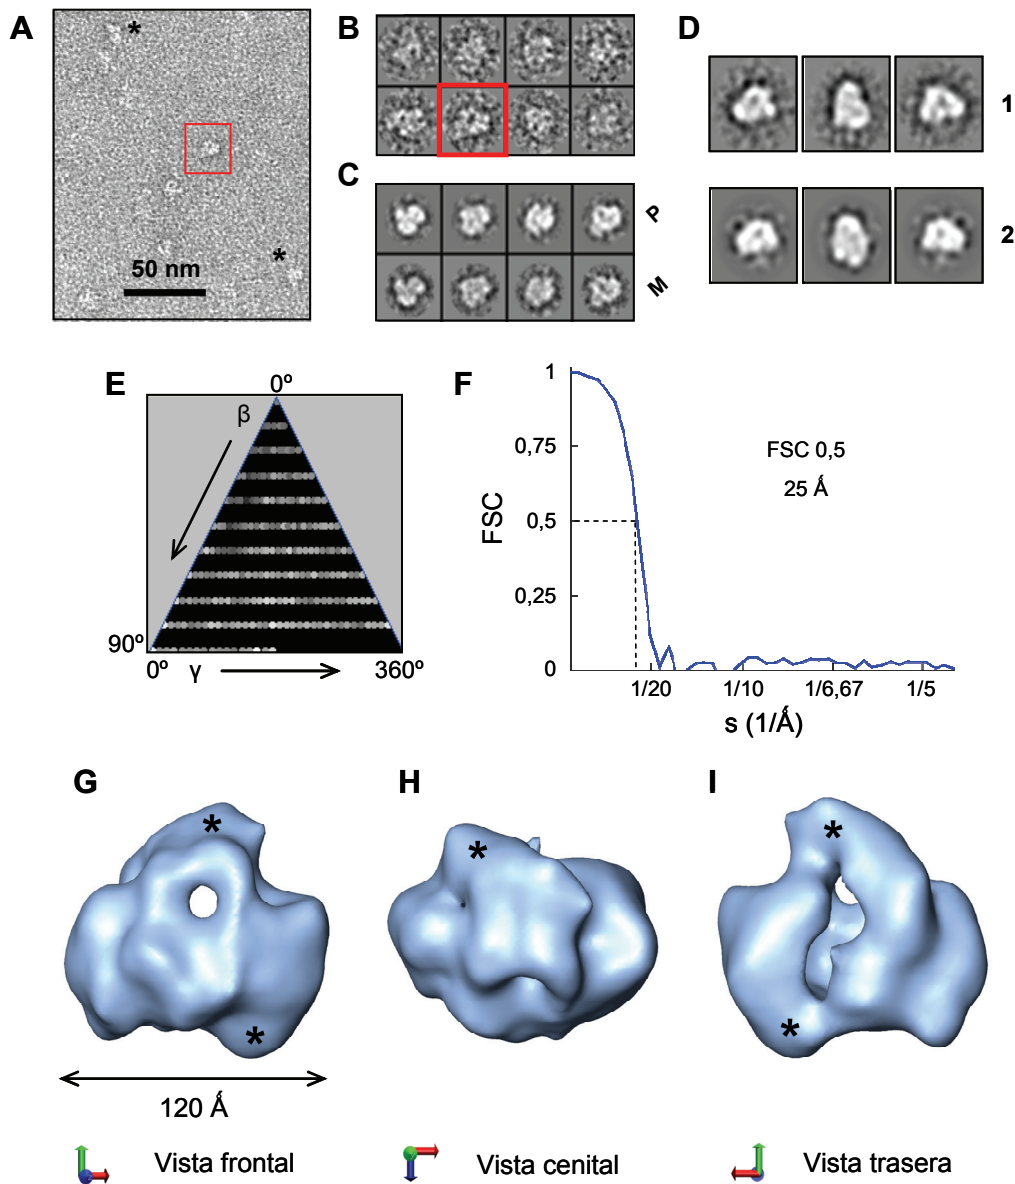 A
*
*
50 nm
B
C
P
M
D
1
2
E
0º
β
90º
0º
γ
360º
F
1
0,75
0,5
0,25
0
FSC
FSC 0,5
25 Å
1/20
1/10
1/6,67
1/5
s (1/Å)
G
H
I
*
*
*
*
*
120 Å
Vista frontal
Vista cenital
Vista trasera